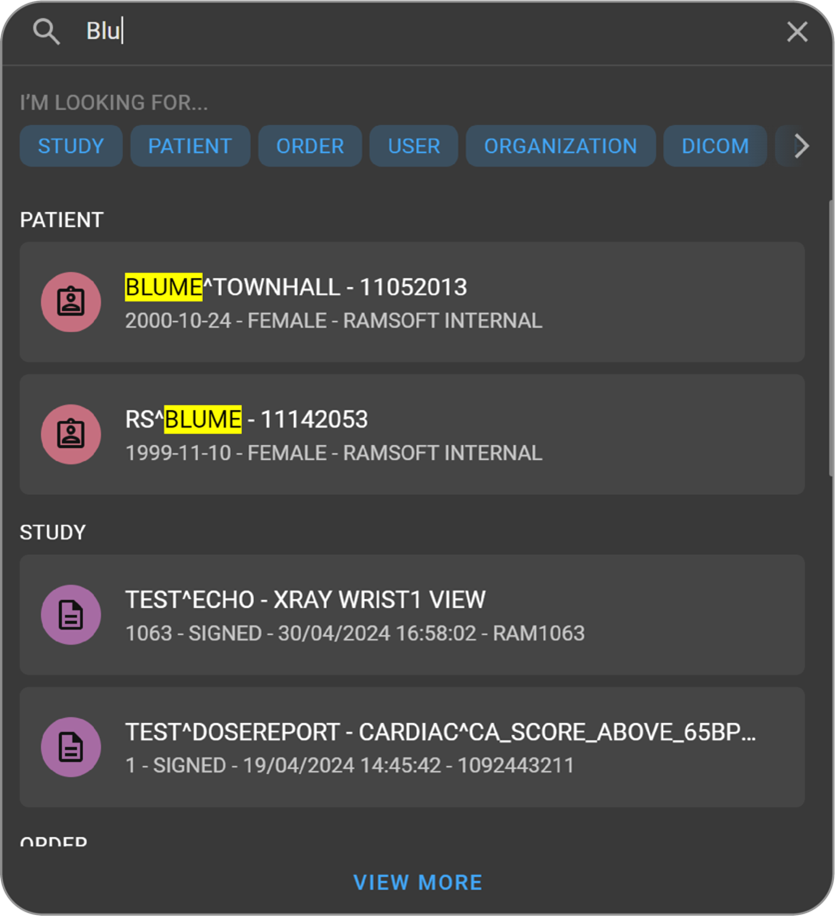 Blu
I'M LOOKING FOR...
STUDY PATIENT ORDER USER ORGANIZATION DICOM
PATIENT
BLUME^TOWNHALL - 11052013
2000-10-24 - FEMALE - RAMSOFT INTERNAL
RS^BLUME - 11142053
1999-11-10 - FEMALE - RAMSOFT INTERNAL
STUDY
TEST^ECHO - XRAY WRIST1 VIEW
1063 - SIGNED - 30/04/2024 16:58:02 - RAM1063
TEST^DOSEREPORT - CARDIAC^CA_SCORE_ABOVE_65BP...
1 - SIGNED - 19/04/2024 14:45:42 - 1092443211
ORDER
VIEW MORE